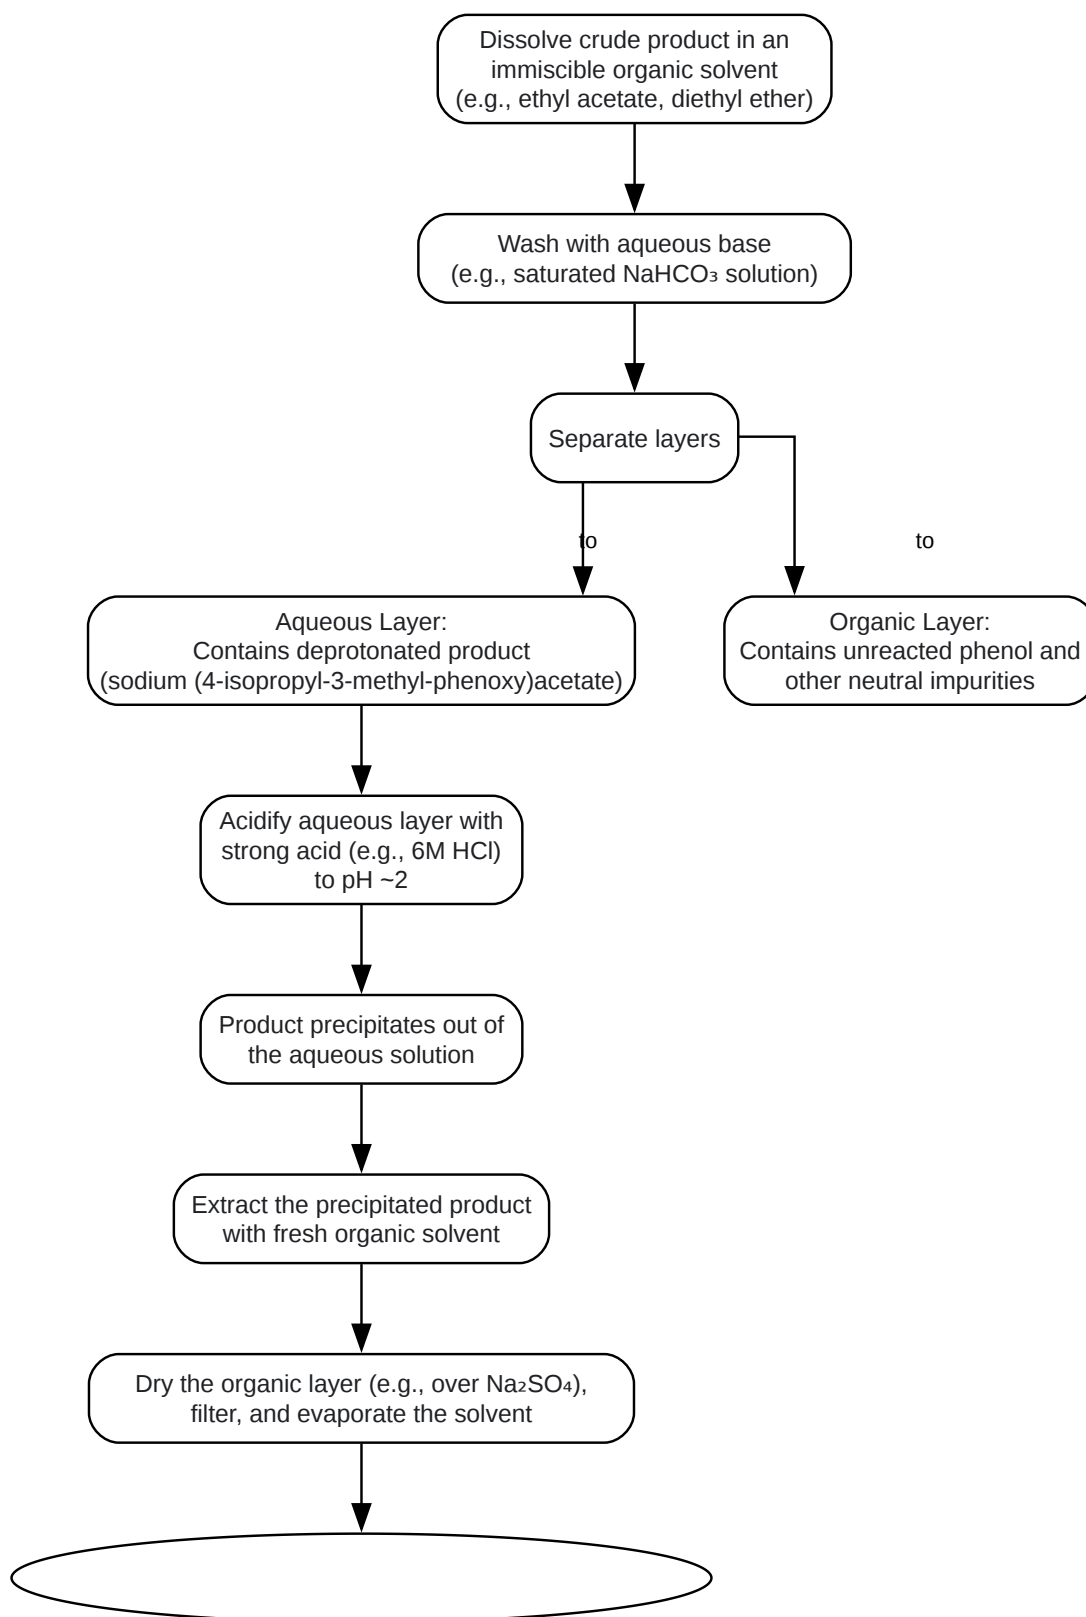 Dissolve crude product in an
immiscible organic solvent
(e.g., ethyl acetate, diethyl ether)
Wash with aqueous base
(e.g., saturated NaHCO₃ solution)
Separate layers
to
to
Aqueous Layer:
Contains deprotonated product
(sodium (4-isopropyl-3-methyl-phenoxy)acetate)
Organic Layer:
Contains unreacted phenol and
other neutral impurities
Acidify aqueous layer with
strong acid (e.g., 6M HCl)
to pH ~2
Product precipitates out of
the aqueous solution
Extract the precipitated product
with fresh organic solvent
Dry the organic layer (e.g., over Na₂SO₄),
filter, and evaporate the solvent